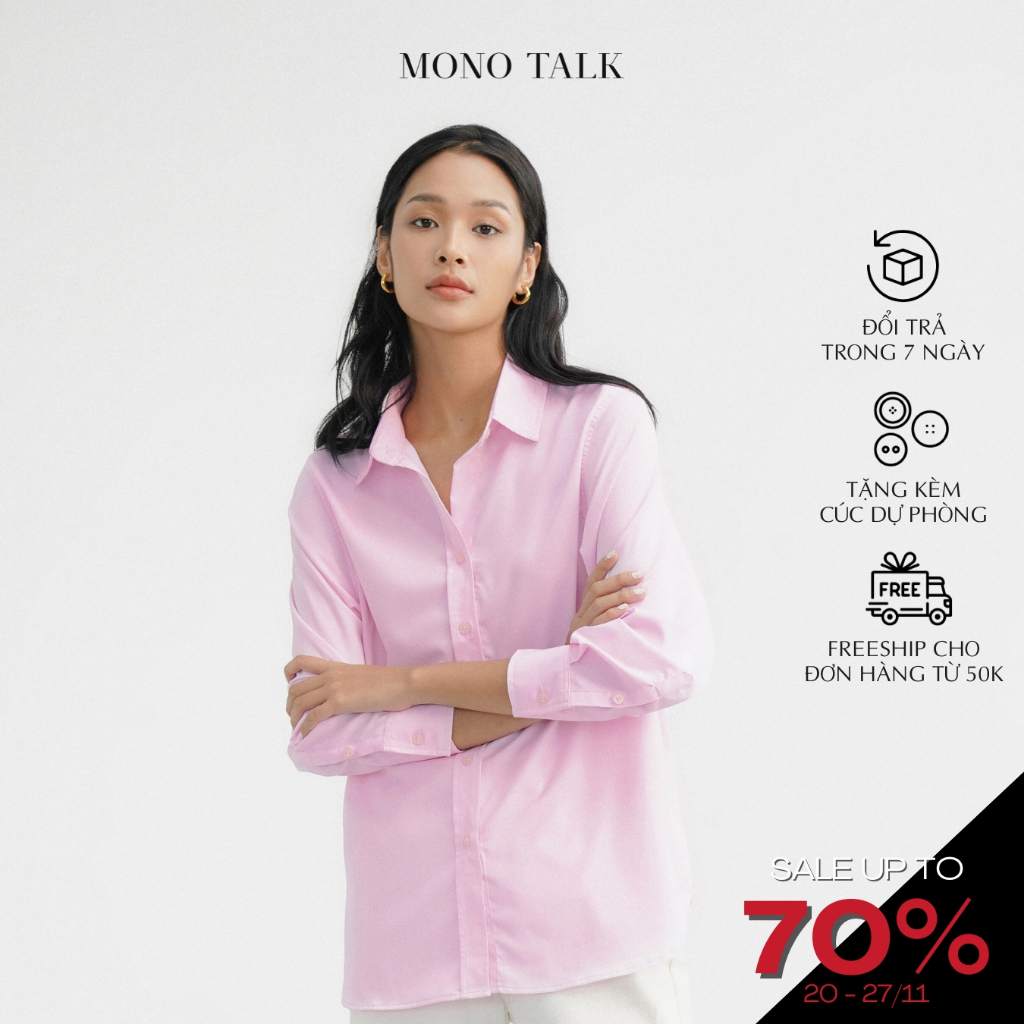 MONO TALK
ĐỔI TRẢ
TRONG 7 NGÀY
TẶNG KÈM
CÚC DỰ PHÒNG
FREE
FREESHIP CHO
ĐƠN HÀNG TỪ 50K
SALE UP TO
70%
20 - 27/11